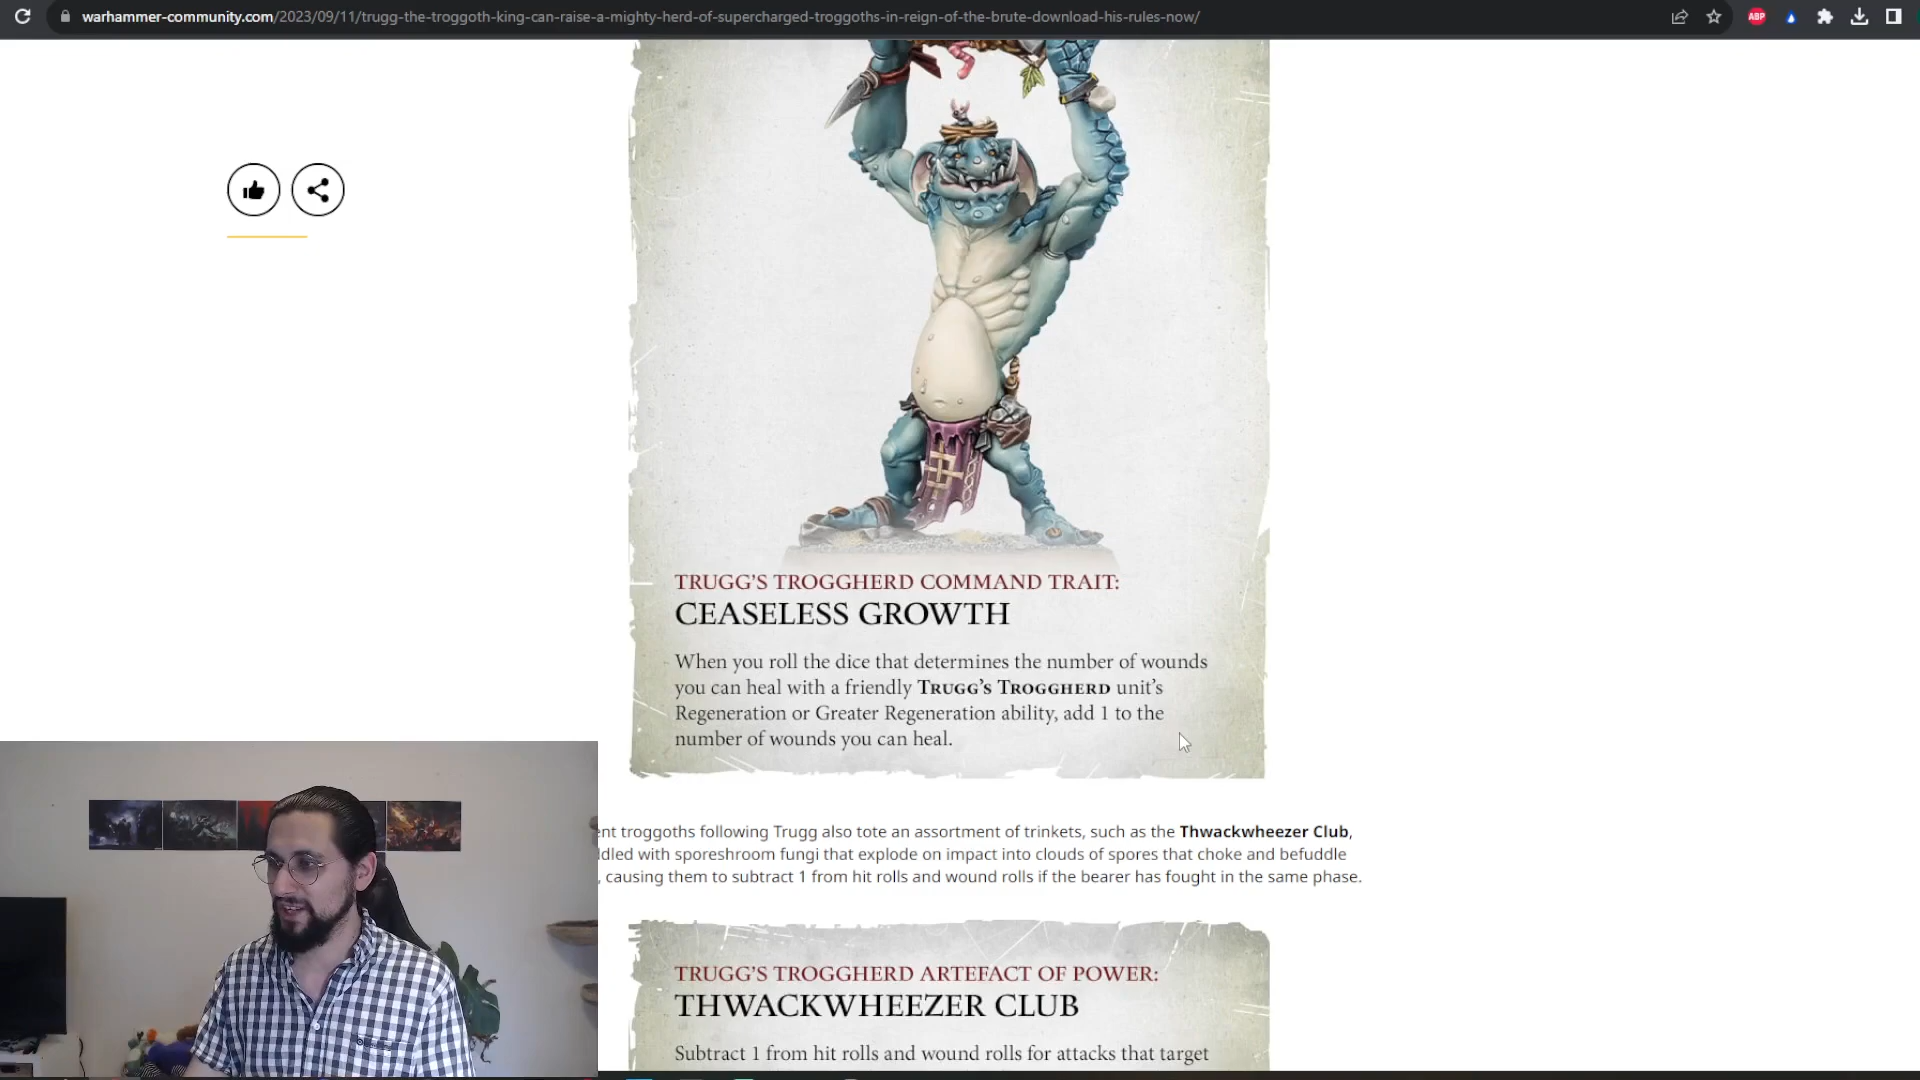 warhammer-community.com/2023/09/11/trugg-the-troggoth-king-can-raise-a-mighty-herd-of-supercharged-troggoths-in-reign-of-the-brute-download-his-rules-now/
ABP
TRUGG'S TROGGHERD COMMAND TRAIT:
CEASELESS GROWTH
When you roll the dice that determines the number of wounds
you can heal with a friendly TRUGG'S TROGGHERD unit's
Regeneration or Greater Regeneration ability, add 1 to the
number of wounds you can heal.
troggoths following Trugg also tote an assortment of trinkets, such as the Thwackwheezer Club,
with sporeshroom fungi that explode on impact into clouds of spores that choke and befuddle
, causing them to subtract 1 from hit rolls and wound rolls if the bearer has fought in the same phase.
TRUGG'S TROGGHERD ARTEFACT OF POWER:
THWACKWHEEZER CLUB
Subtract 1 from hit rolls and wound rolls for attacks that target